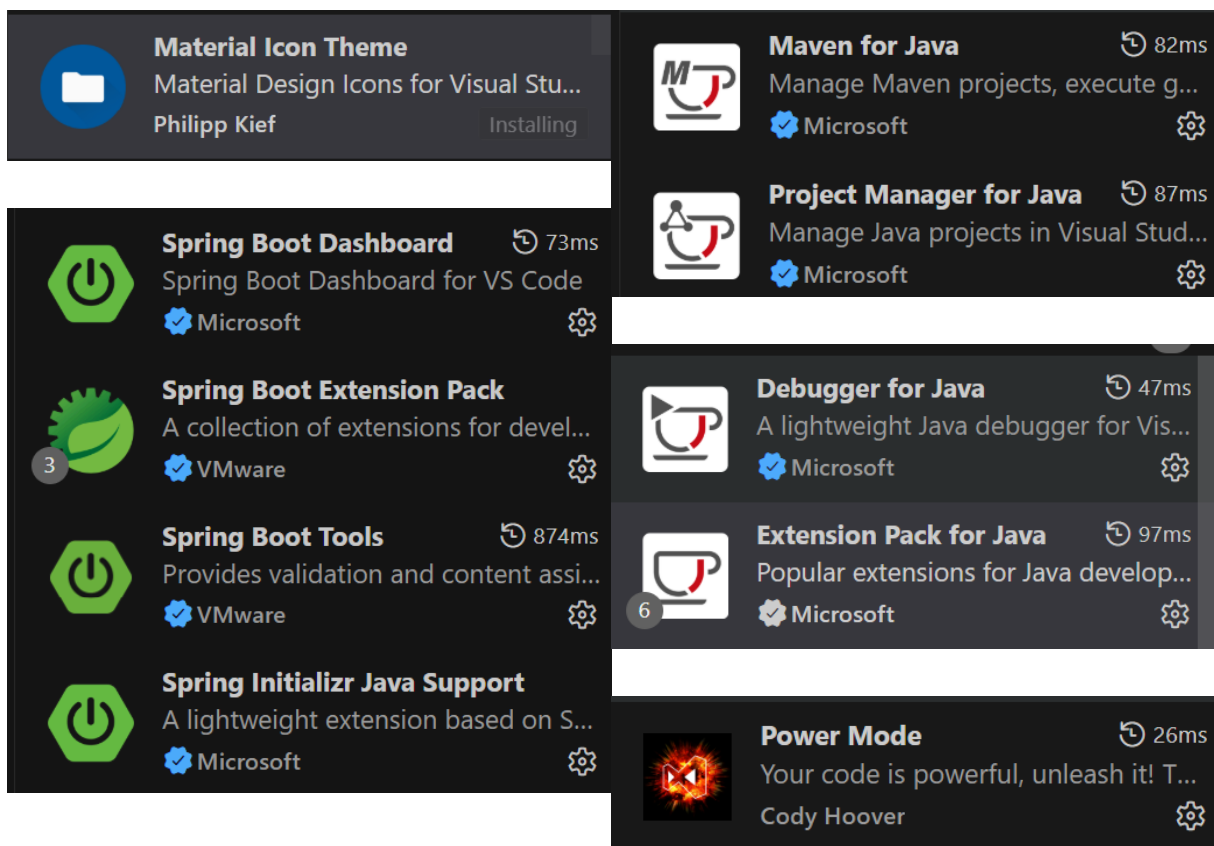 Material Icon Theme
Material Design Icons for Visual Stu...
Philipp Kief
Installing
Spring Boot Dashboard 73ms
Spring Boot Dashboard for VS Code
Microsoft
Spring Boot Extension Pack
A collection of extensions for devel...
3
VMware
Spring Boot Tools 874ms
Provides validation and content assi...
VMware
Spring Initializr Java Support
A lightweight extension based on S...
Microsoft
M
Maven for Java 82ms
Manage Maven projects, execute g...
Microsoft
Project Manager for Java 87ms
Manage Java projects in Visual Stud...
Microsoft
Debugger for Java 47ms
A lightweight Java debugger for Vis...
Microsoft
Extension Pack for Java 97ms
Popular extensions for Java develop...
6
Microsoft
Power Mode 26ms
Your code is powerful, unleash it! T...
Cody Hoover